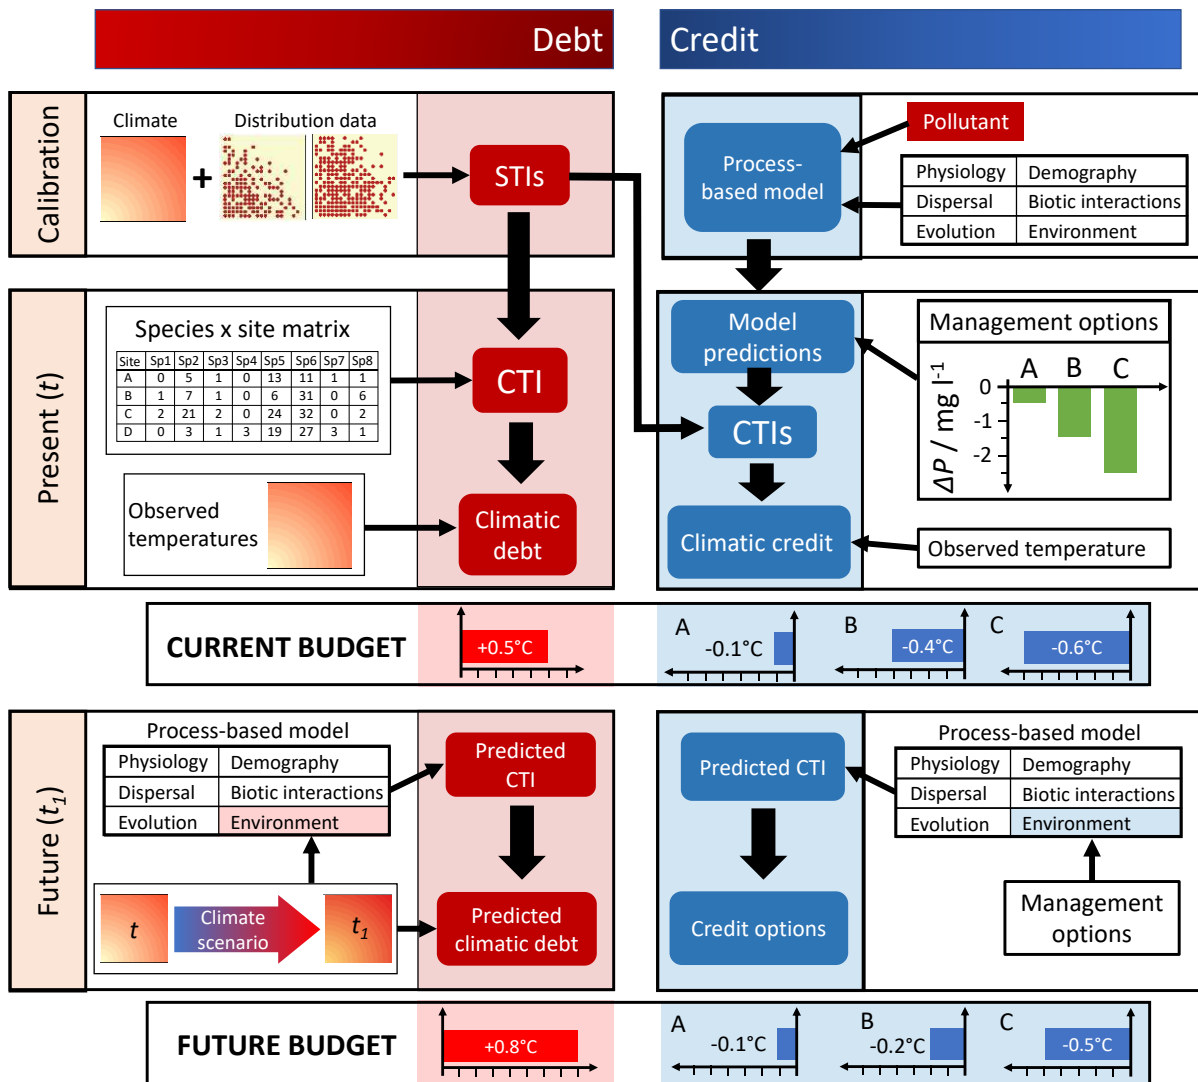 Debt
Credit
Calibration
Climate
Distribution data
+
STIs
Process-
based model
Pollutant
Physiology Demography
Dispersal Biotic interactions
Evolution Environment
Present (t)
Species x site matrix
Site Sp1 Sp2 Sp3 Sp4 Sp5 Sp6 Sp7 Sp8
A 0 5 1 0 13 11 1 1
B 1 7 1 0 6 31 0 6
C 2 21 2 0 24 32 0 2
D 0 3 1 3 19 27 3 1
CTI
Observed
temperatures
Climatic
debt
Model
predictions
CTIs
Climatic credit
Management options
A B C
0
-1
-2
ΔP / mg l-1
Observed temperature
CURRENT BUDGET
+0.5°C
A
-0.1°C
B
-0.4°C
C
-0.6°C
Future (t1)
Process-based model
Physiology Demography
Dispersal Biotic interactions
Evolution Environment
t
Climate
scenario
t1
Predicted
CTI
Predicted
climatic debt
Predicted CTI
Credit options
Process-based model
Physiology Demography
Dispersal Biotic interactions
Evolution Environment
Management
options
FUTURE BUDGET
+0.8°C
A
-0.1°C
B
-0.2°C
C
-0.5°C